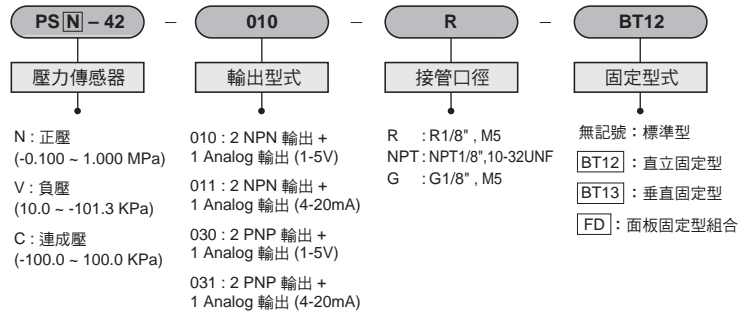 PS N – 42 – 010 – R – BT12
壓力傳感器
輸出型式
接管口徑
固定型式
N : 正壓
(-0.100 ~ 1.000 MPa)
V : 負壓
(10.0 ~ -101.3 KPa)
C : 連成壓
(-100.0 ~ 100.0 KPa)
010 : 2 NPN 輸出 +
1 Analog 輸出 (1-5V)
011 : 2 NPN 輸出 +
1 Analog 輸出 (4-20mA)
030 : 2 PNP 輸出 +
1 Analog 輸出 (1-5V)
031 : 2 PNP 輸出 +
1 Analog 輸出 (4-20mA)
R : R1/8" , M5
NPT : NPT1/8",10-32UNF
G : G1/8" , M5
無記號：標準型
BT12 ：直立固定型
BT13 ：垂直固定型
FD ：面板固定型組合